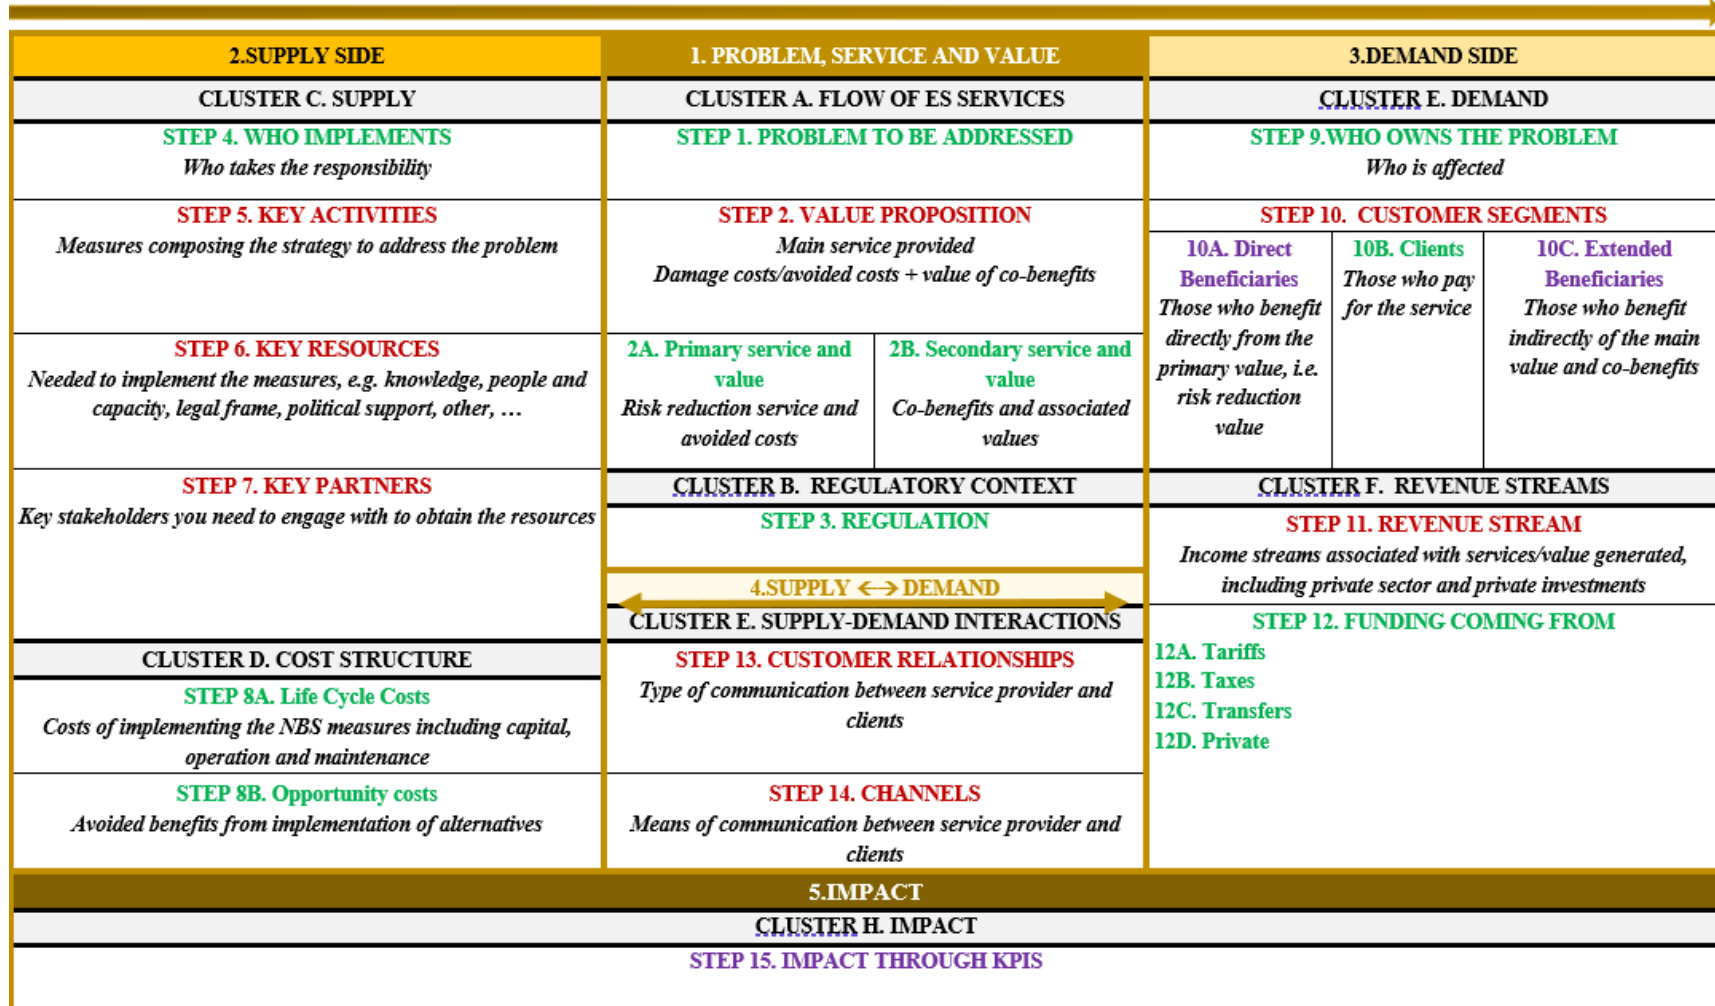 2.SUPPLY SIDE
CLUSTER C. SUPPLY
STEP 4. WHO IMPLEMENTS
Who takes the responsibility
STEP 5. KEY ACTIVITIES
Measures composing the strategy to address the problem
STEP 6. KEY RESOURCES
Needed to implement the measures, e.g. knowledge, people and
capacity, legal frame, political support, other, …
STEP 7. KEY PARTNERS
Key stakeholders you need to engage with to obtain the resources
CLUSTER D. COST STRUCTURE
STEP 8A. Life Cycle Costs
Costs of implementing the NBS measures including capital,
operation and maintenance
STEP 8B. Opportunity costs
Avoided benefits from implementation of alternatives
1. PROBLEM, SERVICE AND VALUE
CLUSTER A. FLOW OF ES SERVICES
STEP 1. PROBLEM TO BE ADDRESSED
STEP 2. VALUE PROPOSITION
Main service provided
Damage costs/avoided costs + value of co-benefits
2A. Primary service and
value
Risk reduction service and
avoided costs
2B. Secondary service and
value
Co-benefits and associated
values
CLUSTER B. REGULATORY CONTEXT
STEP 3. REGULATION
4.SUPPLY ←→ DEMAND
CLUSTER E. SUPPLY-DEMAND INTERACTIONS
STEP 13. CUSTOMER RELATIONSHIPS
Type of communication between service provider and
clients
STEP 14. CHANNELS
Means of communication between service provider and
clients
3.DEMAND SIDE
CLUSTER E. DEMAND
STEP 9.WHO OWNS THE PROBLEM
Who is affected
STEP 10. CUSTOMER SEGMENTS
10A. Direct
Beneficiaries
Those who benefit
directly from the
primary value, i.e.
risk reduction
value
10B. Clients
Those who pay
for the service
10C. Extended
Beneficiaries
Those who benefit
indirectly of the main
value and co-benefits
CLUSTER F. REVENUE STREAMS
STEP 11. REVENUE STREAM
Income streams associated with services/value generated,
including private sector and private investments
STEP 12. FUNDING COMING FROM
12A. Tariffs
12B. Taxes
12C. Transfers
12D. Private
5.IMPACT
CLUSTER H. IMPACT
STEP 15. IMPACT THROUGH KPIS